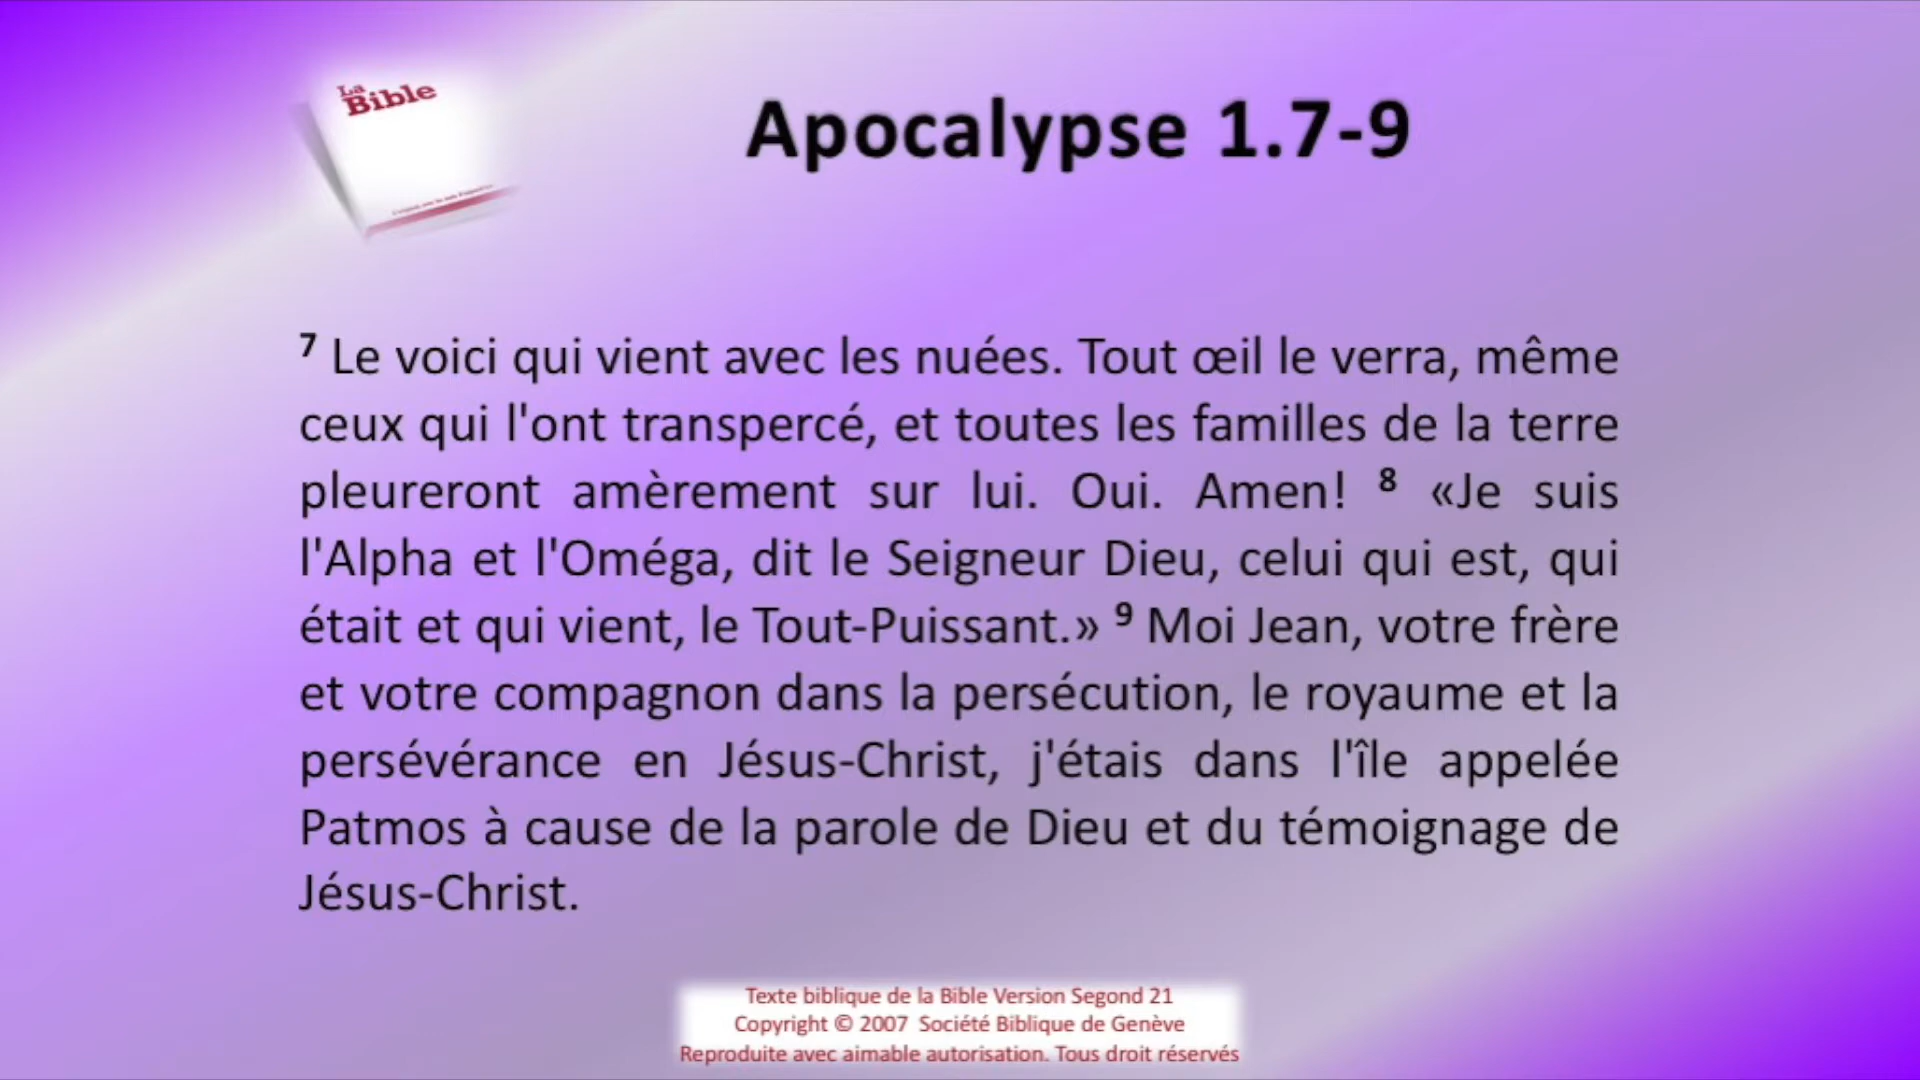 La
Bible
Apocalypse 1.7-9
⁷ Le voici qui vient avec les nuées. Tout œil le verra, même
ceux qui l'ont transpercé, et toutes les familles de la terre
pleureront amèrement sur lui. Oui. Amen! ⁸ «Je suis
l'Alpha et l'Oméga, dit le Seigneur Dieu, celui qui est, qui
était et qui vient, le Tout-Puissant.» ⁹ Moi Jean, votre frère
et votre compagnon dans la persécution, le royaume et la
persévérance en Jésus-Christ, j'étais dans l'île appelée
Patmos à cause de la parole de Dieu et du témoignage de
Jésus-Christ.
Texte biblique de la Bible Version Segond 21
Copyright © 2007 Société Biblique de Genève
Reproduite avec aimable autorisation. Tous droit réservés